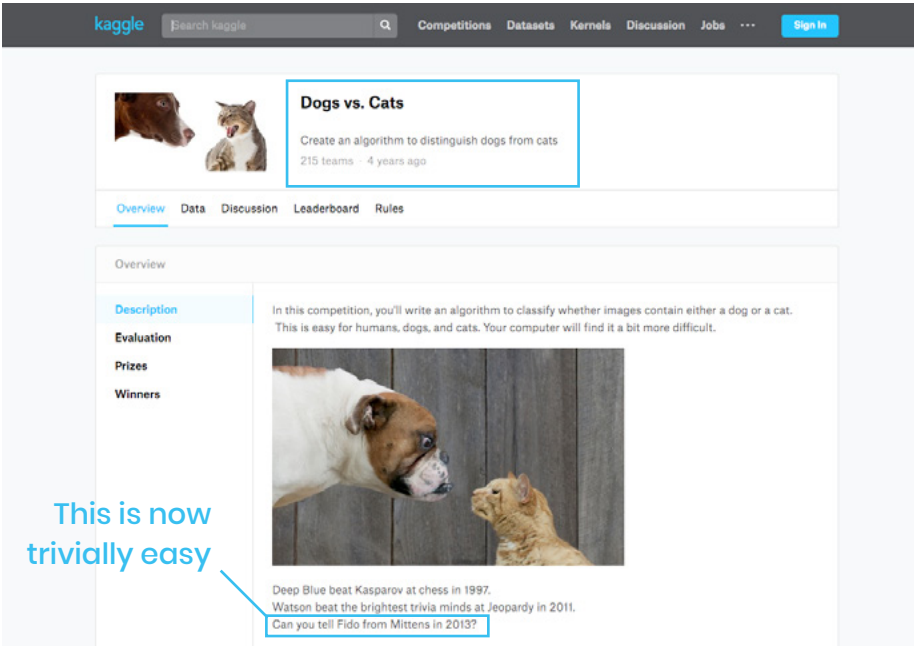 kaggle Search kaggle Competitions Datasets Kernels Discussion Jobs ... Sign In
Dogs vs. Cats
Create an algorithm to distinguish dogs from cats
215 teams · 4 years ago
Overview Data Discussion Leaderboard Rules
Overview
Description
Evaluation
Prizes
Winners
In this competition, you'll write an algorithm to classify whether images contain either a dog or a cat.
This is easy for humans, dogs, and cats. Your computer will find it a bit more difficult.
This is now
trivially easy
Deep Blue beat Kasparov at chess in 1997.
Watson beat the brightest trivia minds at Jeopardy in 2011.
Can you tell Fido from Mittens in 2013?